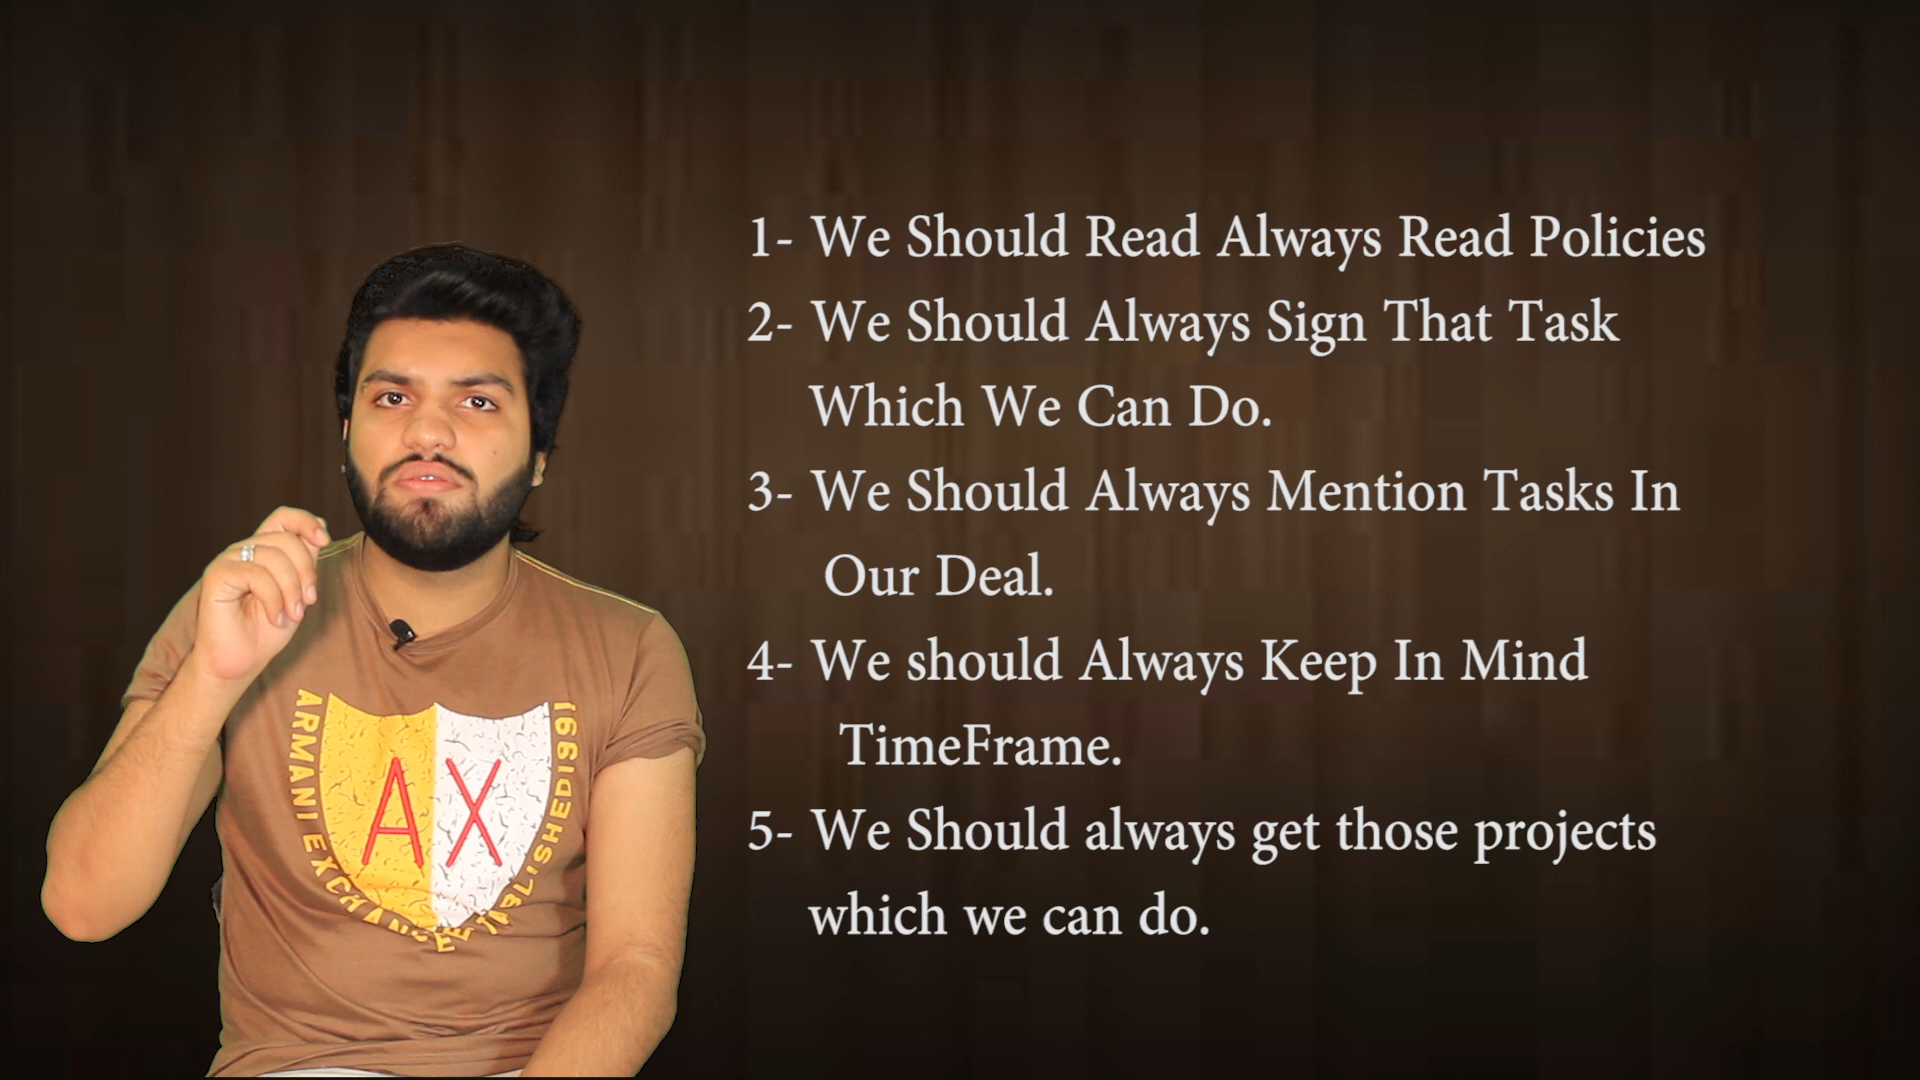 1- We Should Read Always Read Policies
2- We Should Always Sign That Task
Which We Can Do.
3- We Should Always Mention Tasks In
Our Deal.
4- We should Always Keep In Mind
TimeFrame.
5- We Should always get those projects
which we can do.
ARMANI EXCHANGE
ESTABLISHED1991
AX